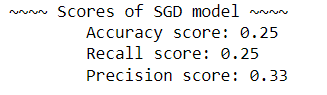 ~~~~ Scores of SGD model ~~~~
Accuracy score: 0.25
Recall score: 0.25
Precision score: 0.33